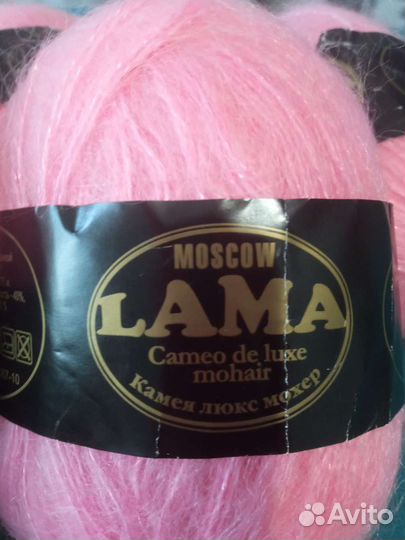 MOSCOW
LAMA
Cameo de luxe
mohair
Камея люкс мохер
Avito